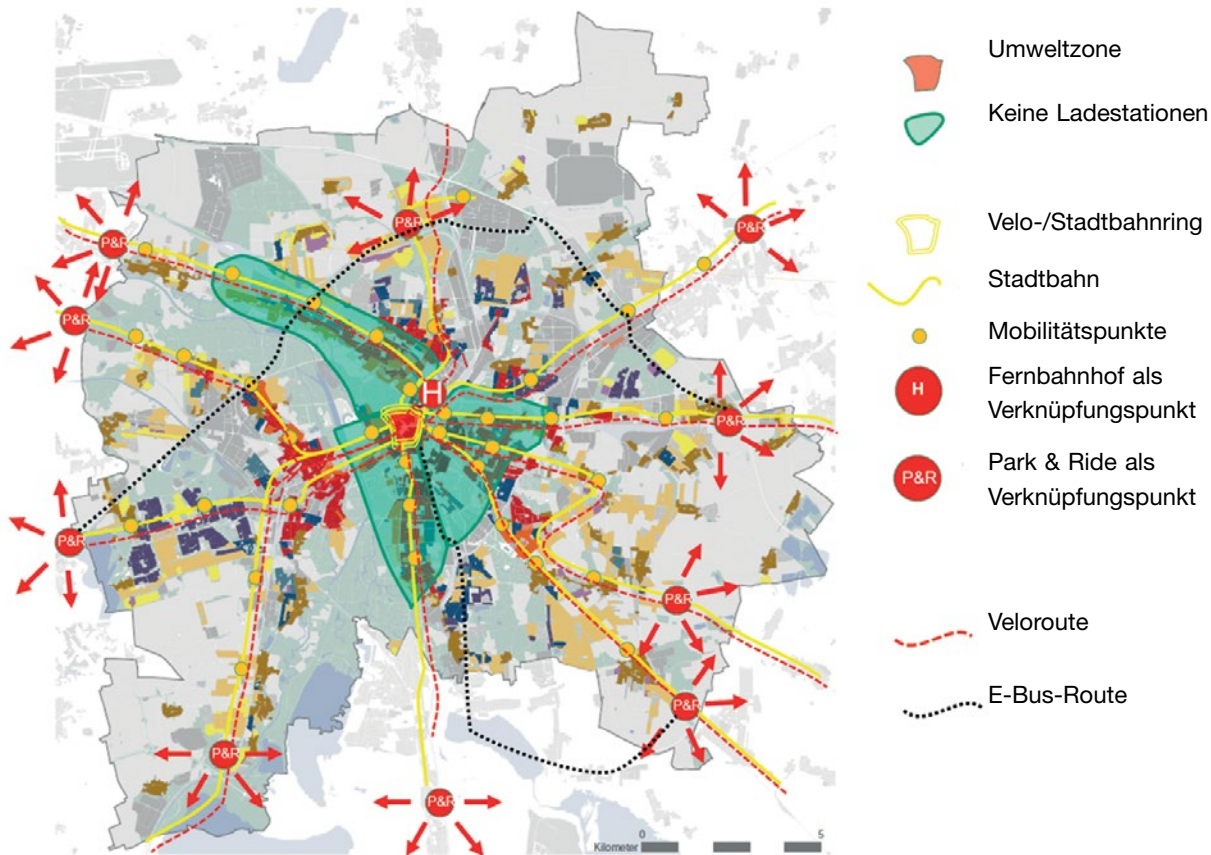 P&R
P&R
P&R
P&R
H
P&R
P&R
P&R
P&R
P&R
P&R
0
5
Kilometer
Umweltzone
Keine Ladestationen
Velo-/Stadtbahnring
Stadtbahn
Mobilitätspunkte
H
Fernbahnhof als
Verknüpfungspunkt
P&R
Park & Ride als
Verknüpfungspunkt
Veloroute
E-Bus-Route